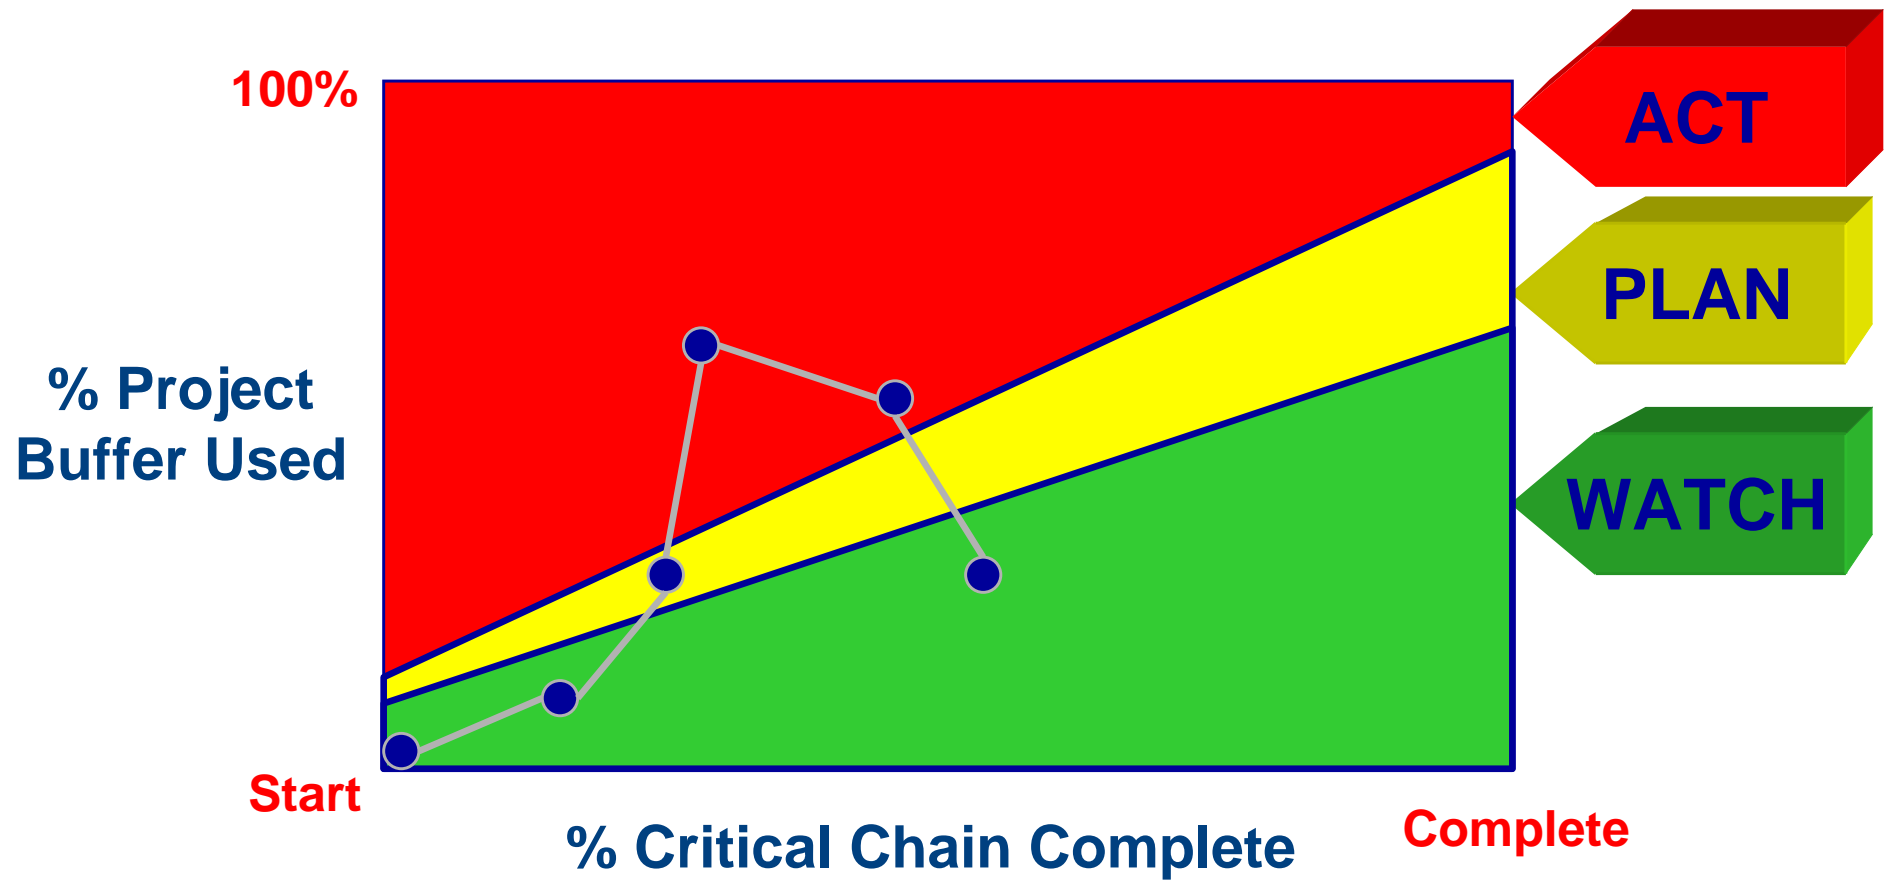 100%
ACT
PLAN
% Project
Buffer Used
WATCH
Start
% Critical Chain Complete
Complete